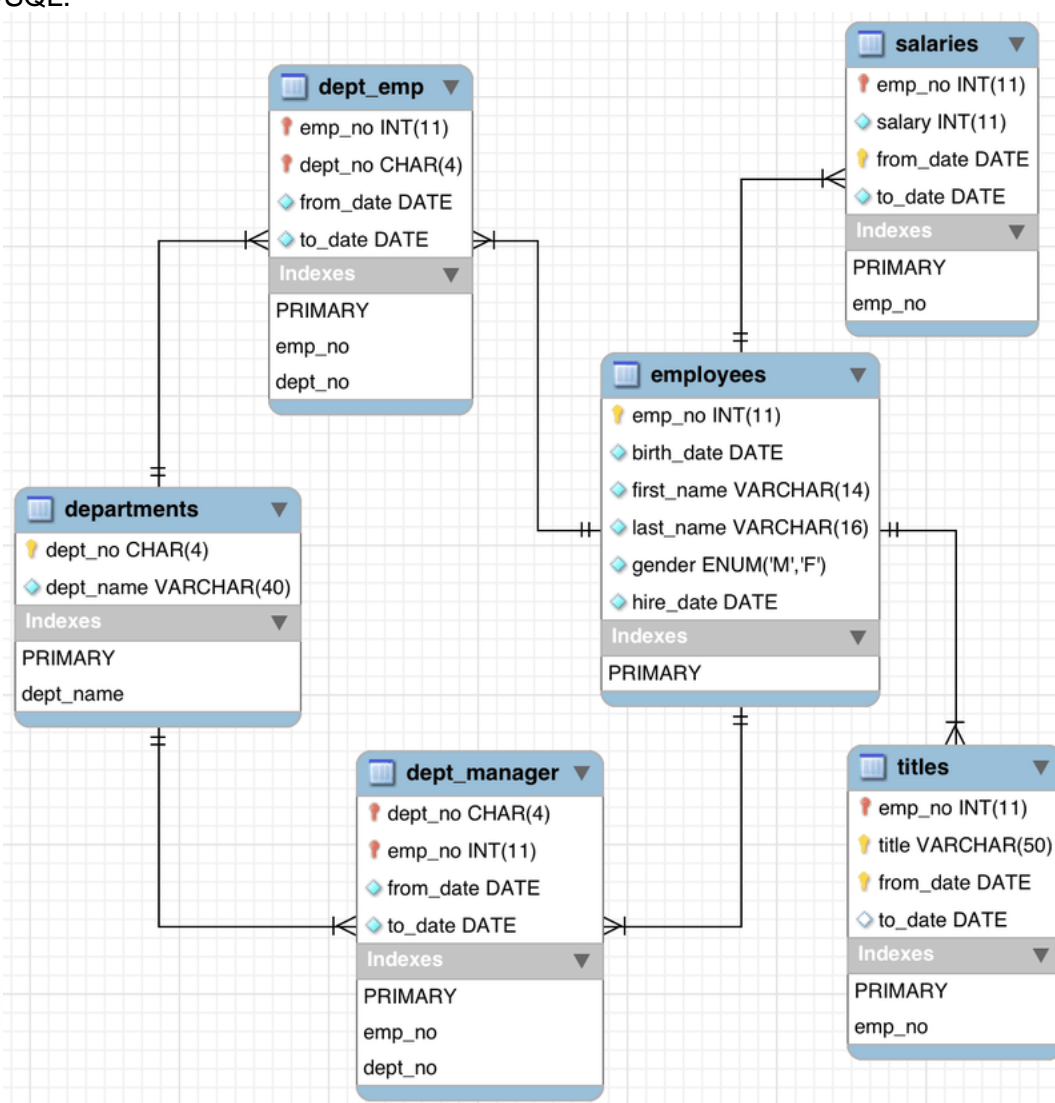 SQL:
dept_emp
emp_no INT(11)
dept_no CHAR(4)
from_date DATE
to_date DATE
Indexes
PRIMARY
emp_no
dept_no
salaries
emp_no INT(11)
salary INT(11)
from_date DATE
to_date DATE
Indexes
PRIMARY
emp_no
employees
emp_no INT(11)
birth_date DATE
first_name VARCHAR(14)
last_name VARCHAR(16)
gender ENUM('M','F')
hire_date DATE
Indexes
PRIMARY
departments
dept_no CHAR(4)
dept_name VARCHAR(40)
Indexes
PRIMARY
dept_name
dept_manager
dept_no CHAR(4)
emp_no INT(11)
from_date DATE
to_date DATE
Indexes
PRIMARY
emp_no
dept_no
titles
emp_no INT(11)
title VARCHAR(50)
from_date DATE
to_date DATE
Indexes
PRIMARY
emp_no